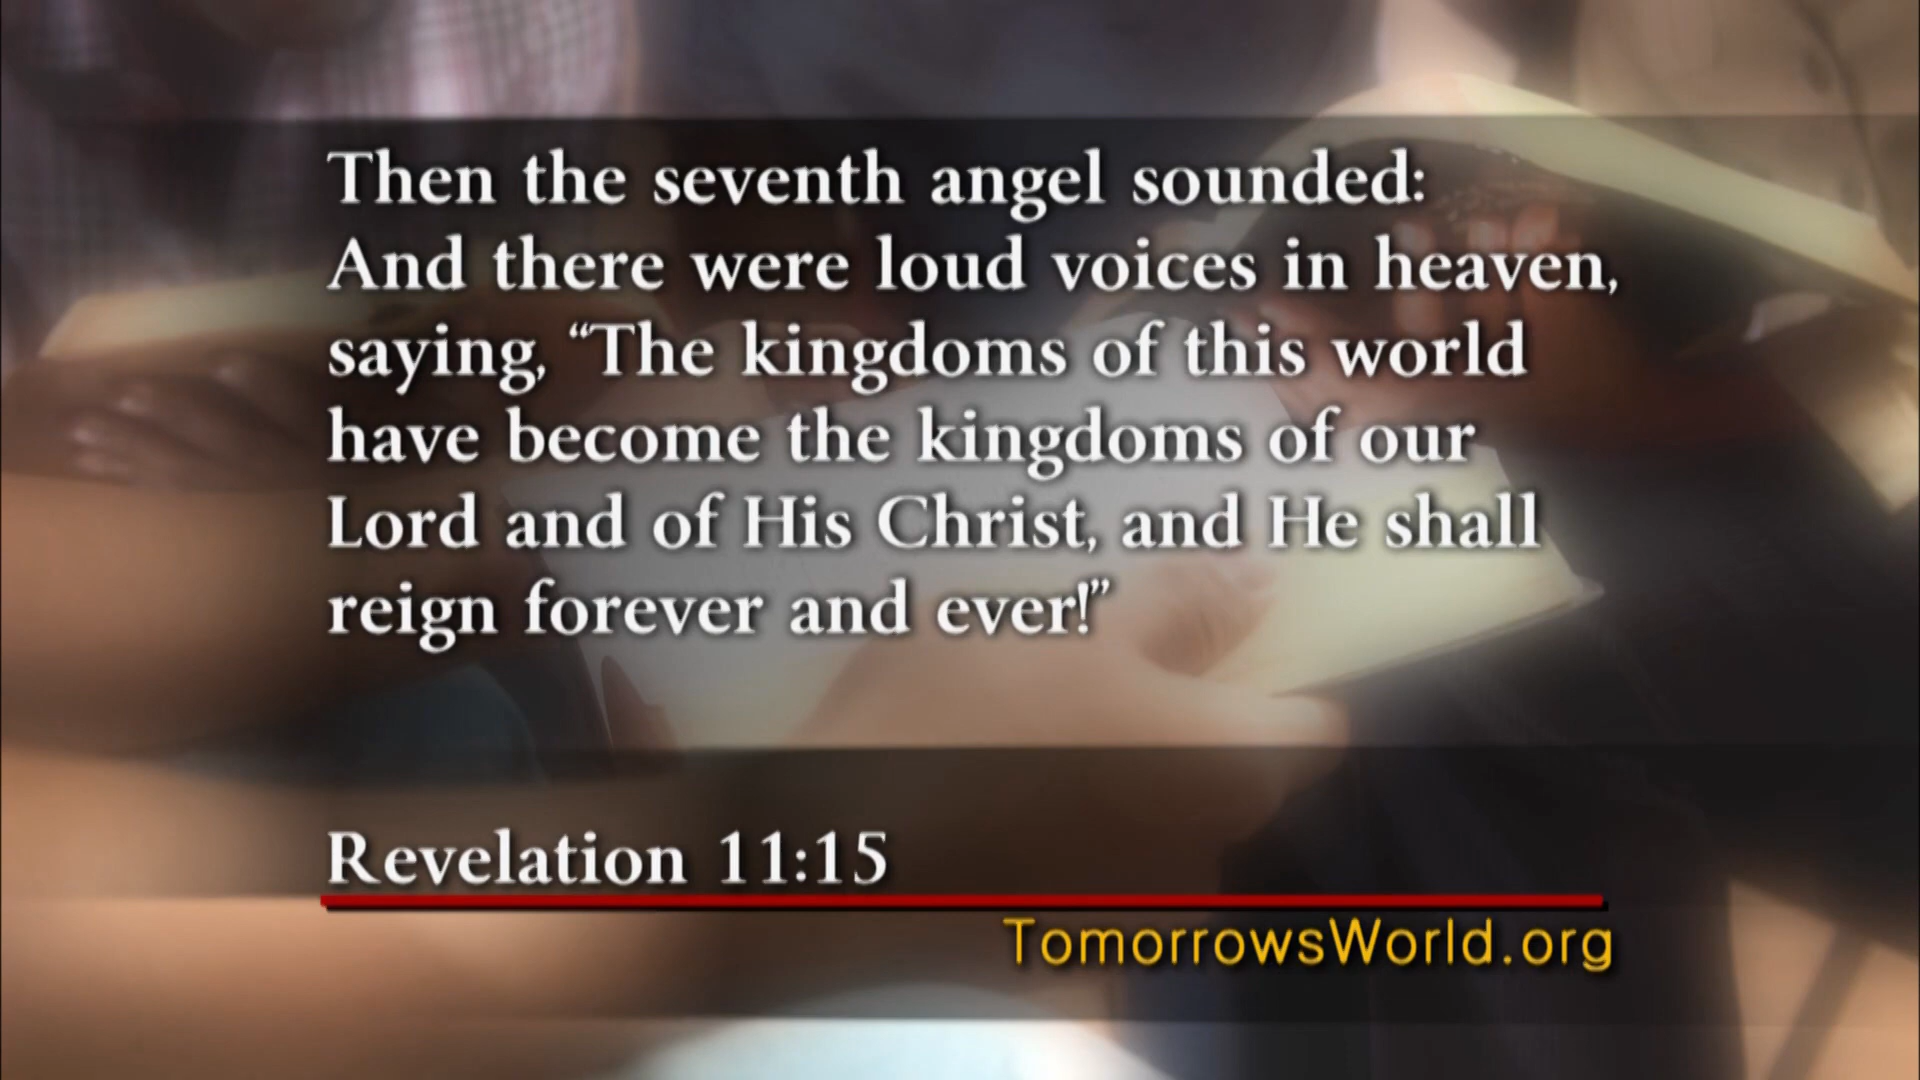 Then the seventh angel sounded:
And there were loud voices in heaven,
saying, “The kingdoms of this world
have become the kingdoms of our
Lord and of His Christ, and He shall
reign forever and ever!”
Revelation 11:15
TomorrowsWorld.org